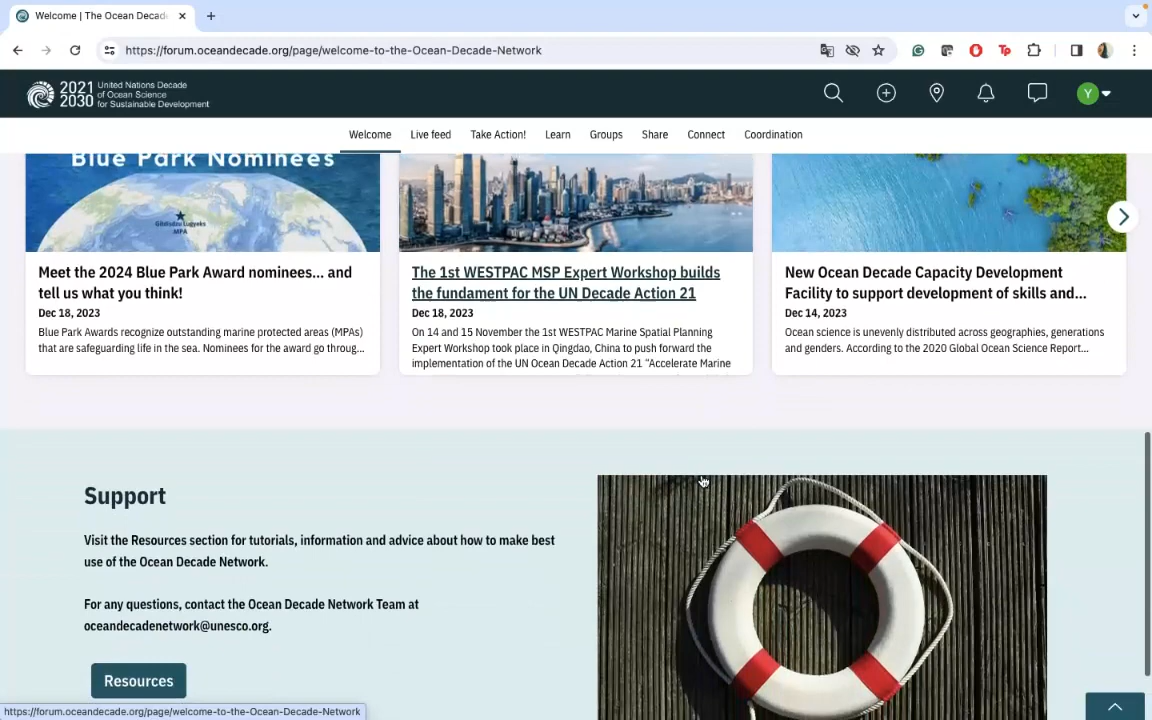 Welcome | The Ocean Decad
https://forum.oceandecade.org/page/welcome-to-the-Ocean-Decade-Network
2021
2030
United Nations Decade
of Ocean Science
for Sustainable Development
Y
Welcome
Live feed
Take Action!
Learn
Groups
Share
Connect
Coordination
Blue Park Nominees
MPA
Meet the 2024 Blue Park Award nominees... and
tell us what you think!
Dec 18, 2023
Blue Park Awards recognize outstanding marine protected areas (MPAs)
that are safeguarding life in the sea. Nominees for the award go throug...
The 1st WESTPAC MSP Expert Workshop builds
the fundament for the UN Decade Action 21
Dec 18, 2023
On 14 and 15 November the 1st WESTPAC Marine Spatial Planning
Expert Workshop took place in Qingdao, China to push forward the
implementation of the UN Ocean Decade Action 21 "Accelerate Marine
New Ocean Decade Capacity Development
Facility to support development of skills and...
Dec 14, 2023
Ocean science is unevenly distributed across geographies, generations
and genders. According to the 2020 Global Ocean Science Report...
Support
Visit the Resources section for tutorials, information and advice about how to make best
use of the Ocean Decade Network.
For any questions, contact the Ocean Decade Network Team at
oceandecadenetwork@unesco.org.
Resources
https://forum.oceandecade.org/page/welcome-to-the-Ocean-Decade-Network